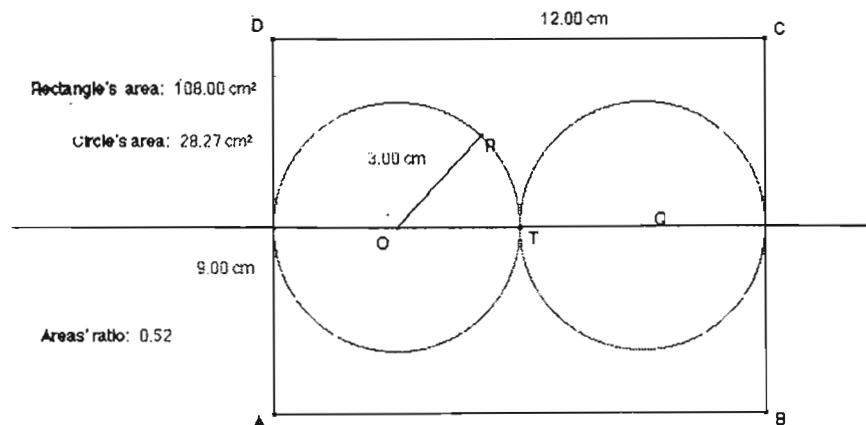 12.00 cm
D
C
Rectangle's area: 108.00 cm²
Circle's area: 28.27 cm²
R
3.00 cm
Q
O
T
9.00 cm
Areas' ratio: 0.52
A
B